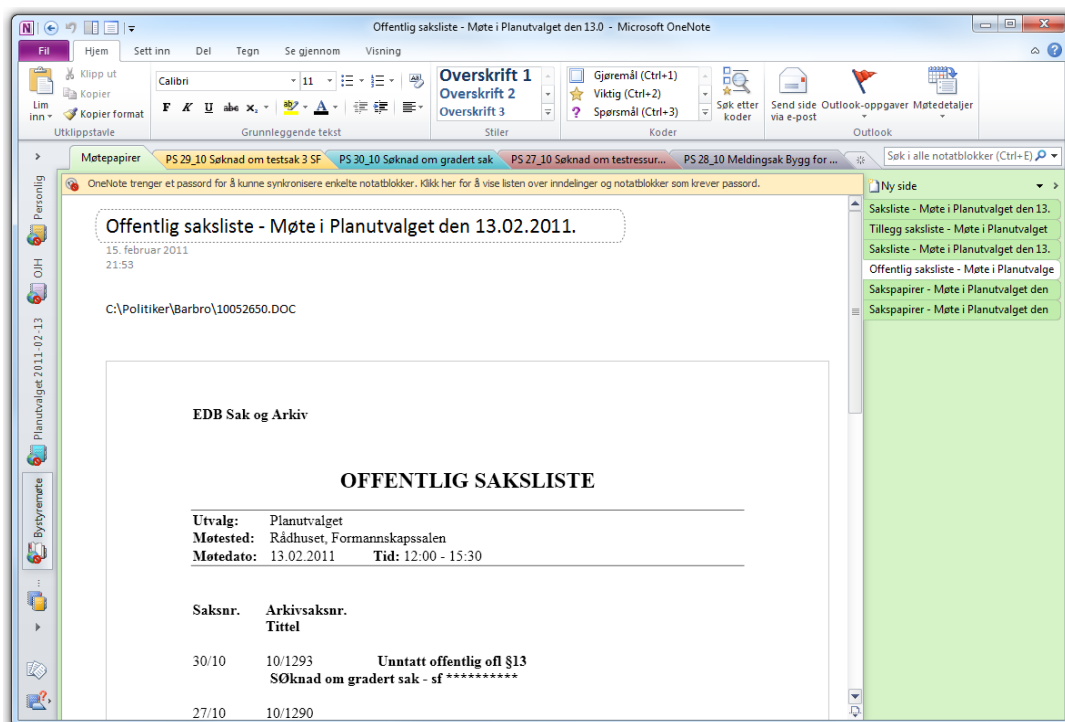 Offentlig saksliste - Møte i Planutvalget den 13.0 - Microsoft OneNote
Fil Hjem Sett inn Del Tegn Se gjennom Visning
Lim inn
Klipp ut
Kopier
Kopier format
Utklippstavle
Calibri 11
F K U abc x₂ ab A
Grunnleggende tekst
Overskrift 1
Overskrift 2
Overskrift 3
Stiler
Gjøremål (Ctrl+1)
Viktig (Ctrl+2)
Spørsmål (Ctrl+3)
Søk etter koder
Koder
Send side via e-post
Outlook-oppgaver
Møtedetaljer
Outlook
Møtepapirer PS 29_10 Søknad om testsak 3 SF PS 30_10 Søknad om gradert sak PS 27_10 Søknad om testressur... PS 28_10 Meldingsak Bygg for ... Søk i alle notatblokker (Ctrl+E)
OneNote trenger et passord for å kunne synkronisere enkelte notatblokker. Klikk her for å vise listen over inndelinger og notatblokker som krever passord.
Personlig
OJH
Planutvalget 2011-02-13
Bystyremøte
Offentlig saksliste - Møte i Planutvalget den 13.02.2011.
15. februar 2011
21:53
C:\Politiker\Barbro\10052650.DOC
EDB Sak og Arkiv
OFFENTLIG SAKSLISTE
Utvalg: Planutvalget
Møtested: Rådhuset, Formannskapssalen
Møtedato: 13.02.2011 Tid: 12:00 - 15:30
Saksnr. Arkivsaksnr.
Tittel
30/10 10/1293 Unntatt offentlig ofl §13
SØknad om gradert sak - sf **********
27/10 10/1290
Ny side
Saksliste - Møte i Planutvalget den 13.
Tillegg saksliste - Møte i Planutvalget
Saksliste - Møte i Planutvalget den 13.
Offentlig saksliste - Møte i Planutvalge
Sakspapirer - Møte i Planutvalget den
Sakspapirer - Møte i Planutvalget den